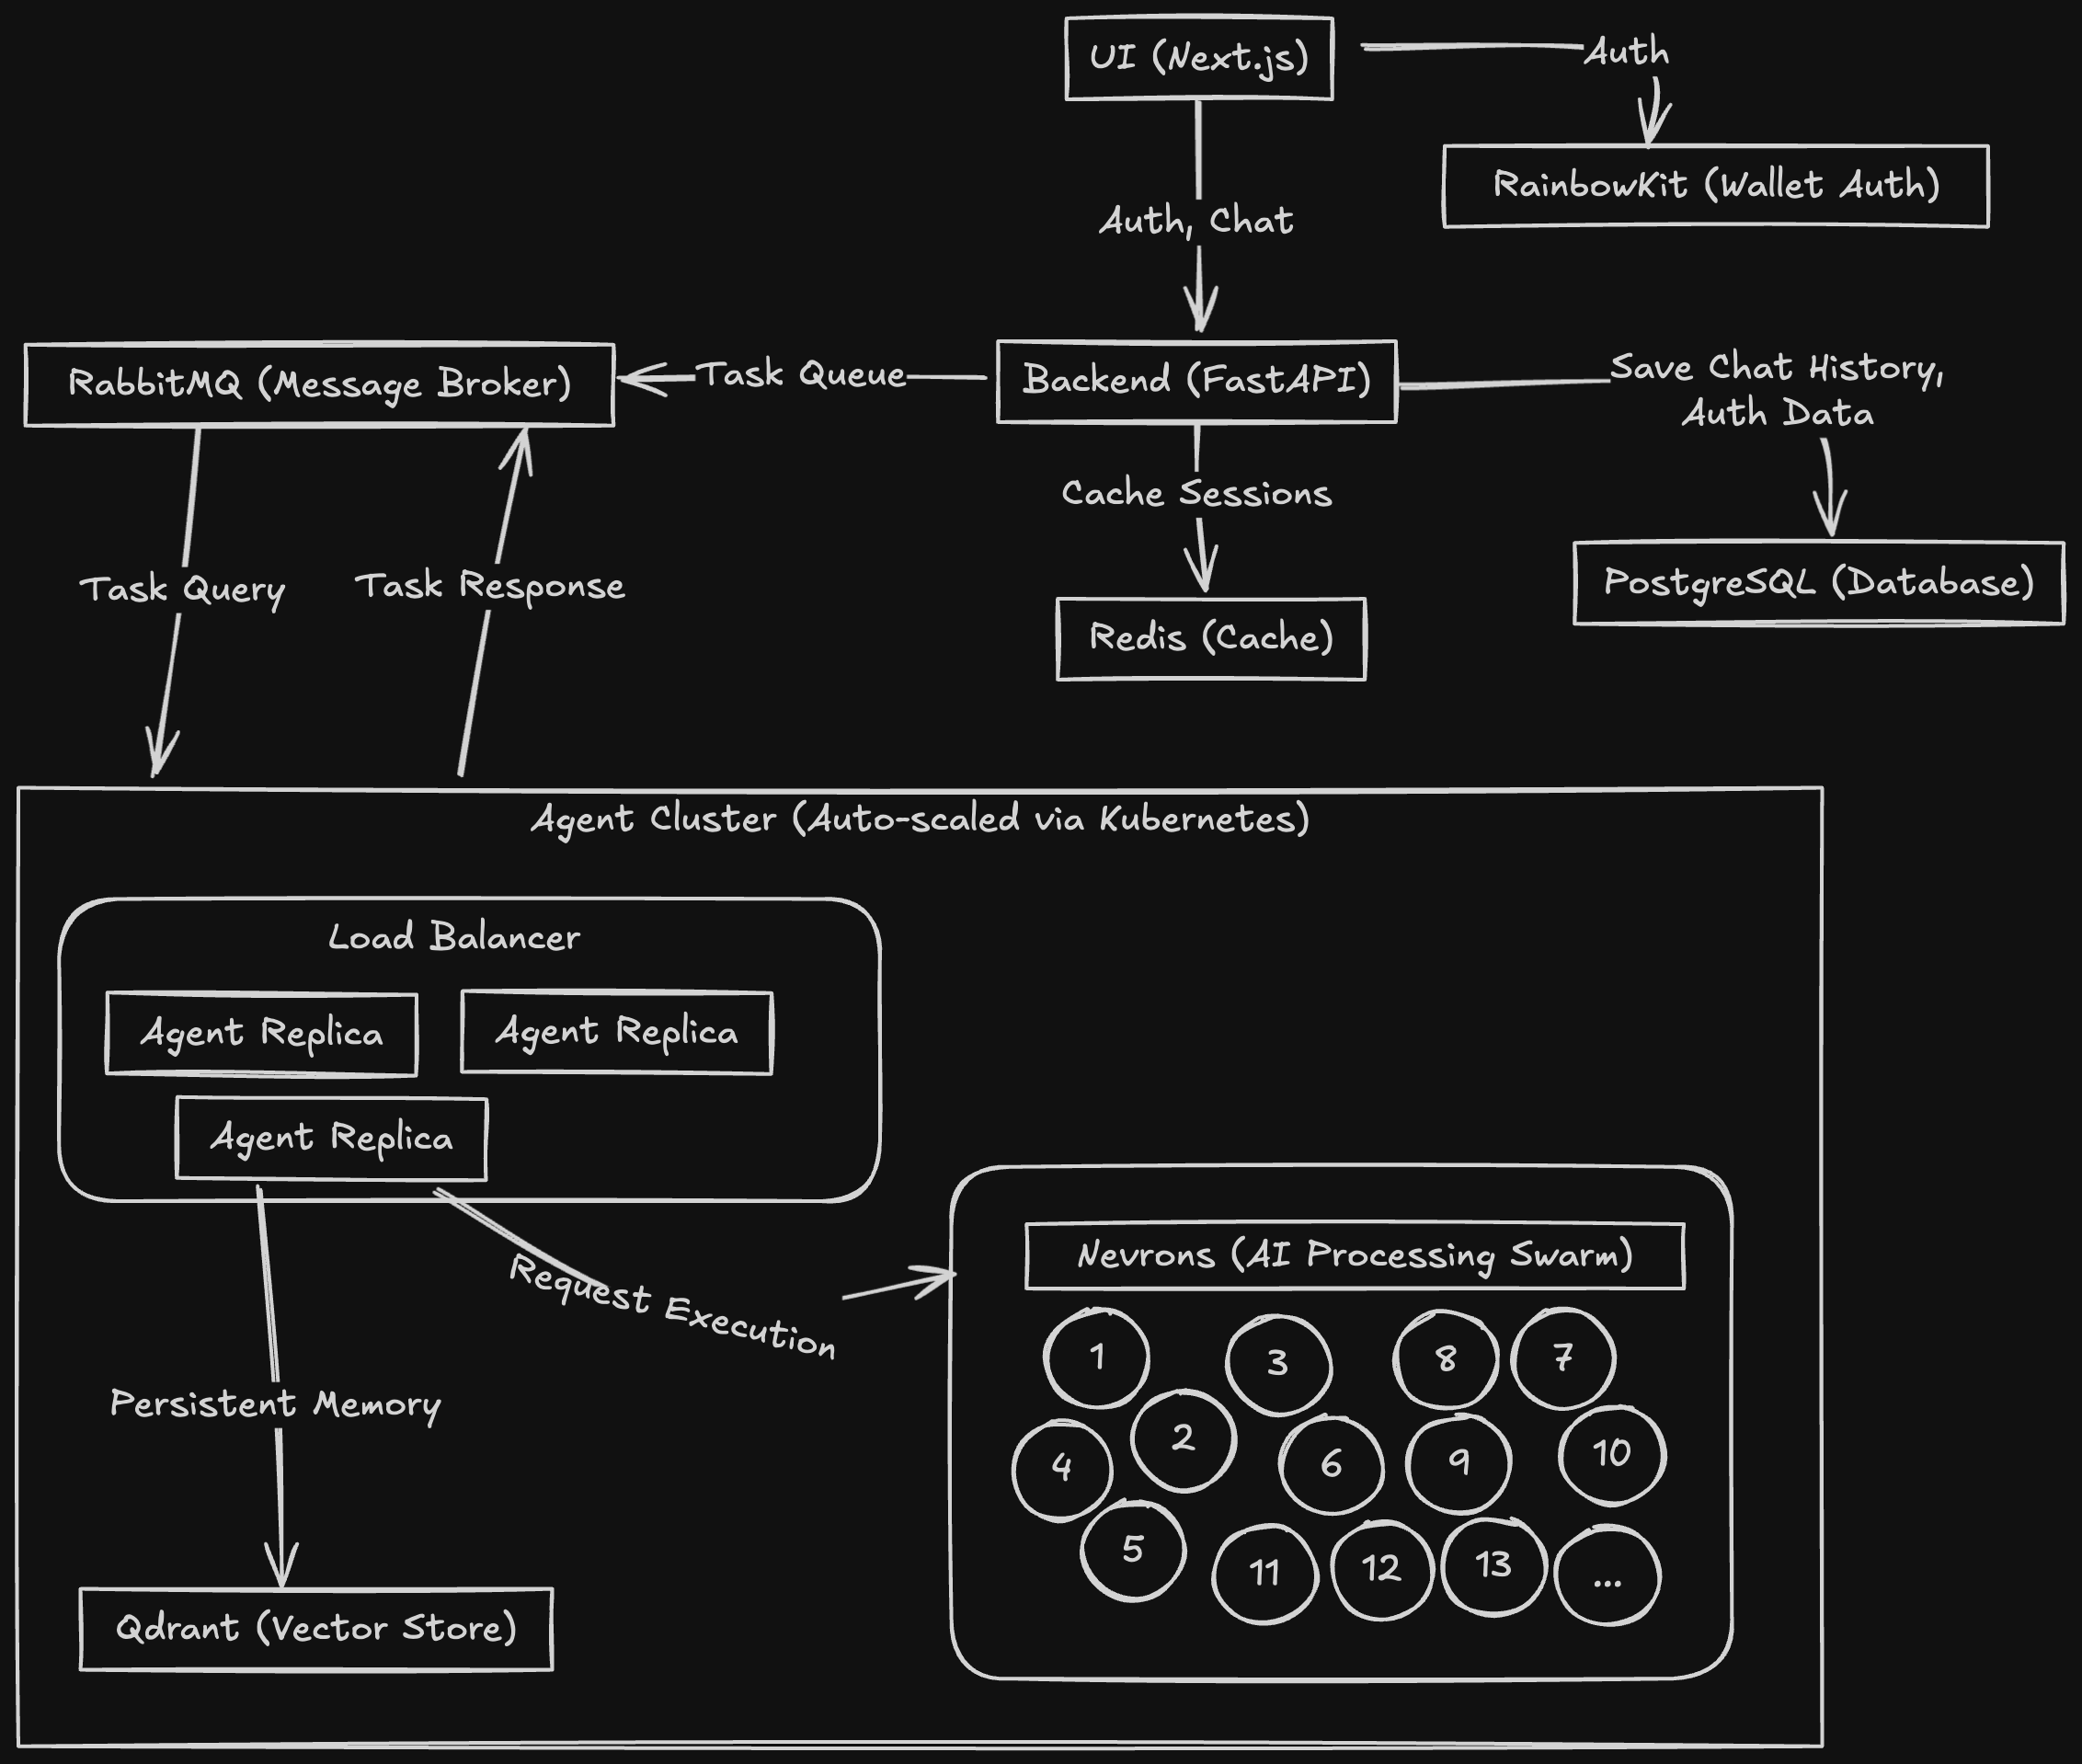 UI (Next.js)
Auth
RainbowKit (Wallet Auth)
Auth, Chat
RabbitMQ (Message Broker)
Task Queue
Backend (FastAPI)
Save Chat History,
Auth Data
Cache Sessions
Task Query
Task Response
PostgreSQL (Database)
Redis (Cache)
Agent Cluster (Auto-scaled via Kubernetes)
Load Balancer
Agent Replica
Agent Replica
Agent Replica
Request Execution
Nevrons (AI Processing Swarm)
1
3
8
7
2
4
6
9
10
5
11
12
13
...
Persistent Memory
Qdrant (Vector Store)